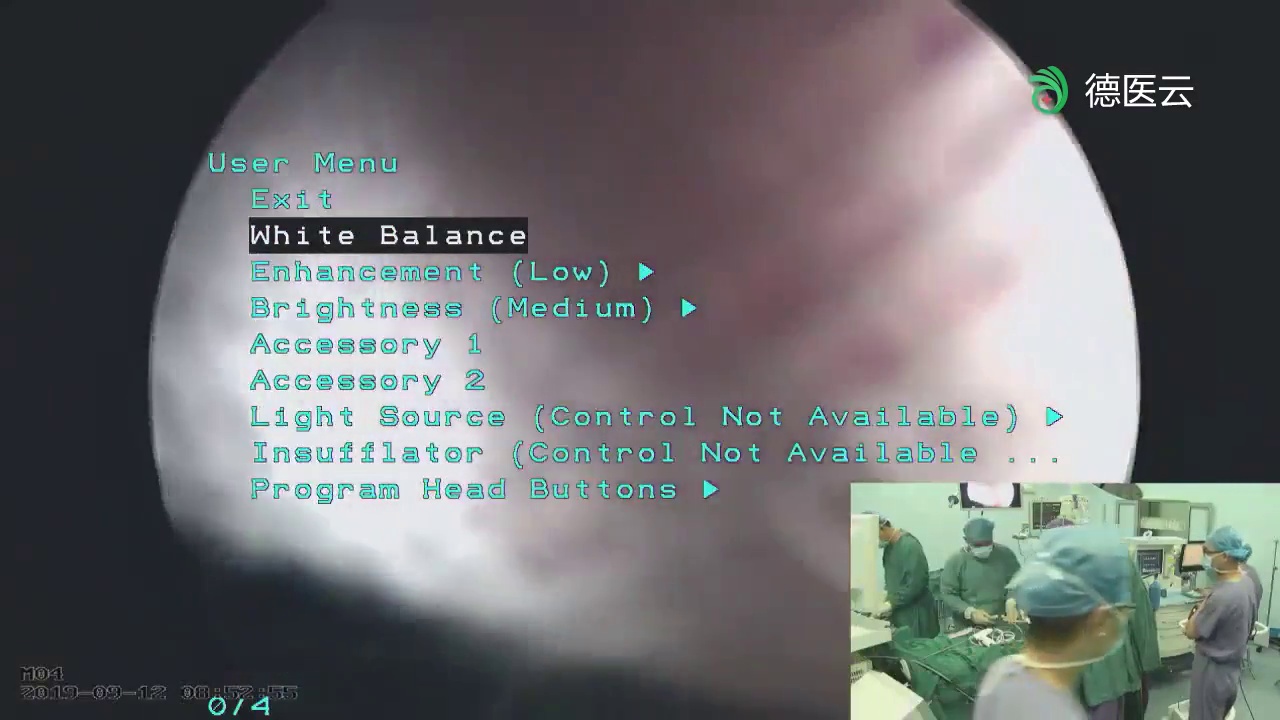 德医云
User Menu
Exit
White Balance
Enhancement (Low) ▶
Brightness (Medium) ▶
Accessory 1
Accessory 2
Light Source (Control Not Available) ▶
Insufflator (Control Not Available ...
Program Head Buttons ▶
M04
2019-09-12 08:52:55
0/4